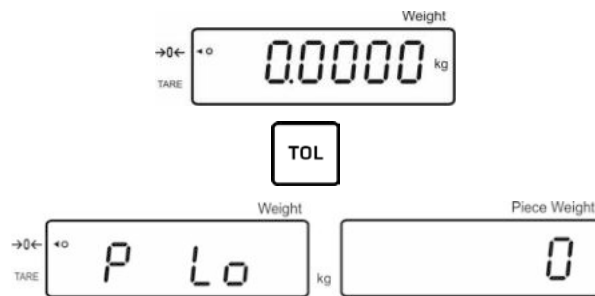 Weight
→0← ◄o 0.0000 kg
TARE
TOL
Weight Piece Weight
→0← ◄o P Lo kg 0
TARE